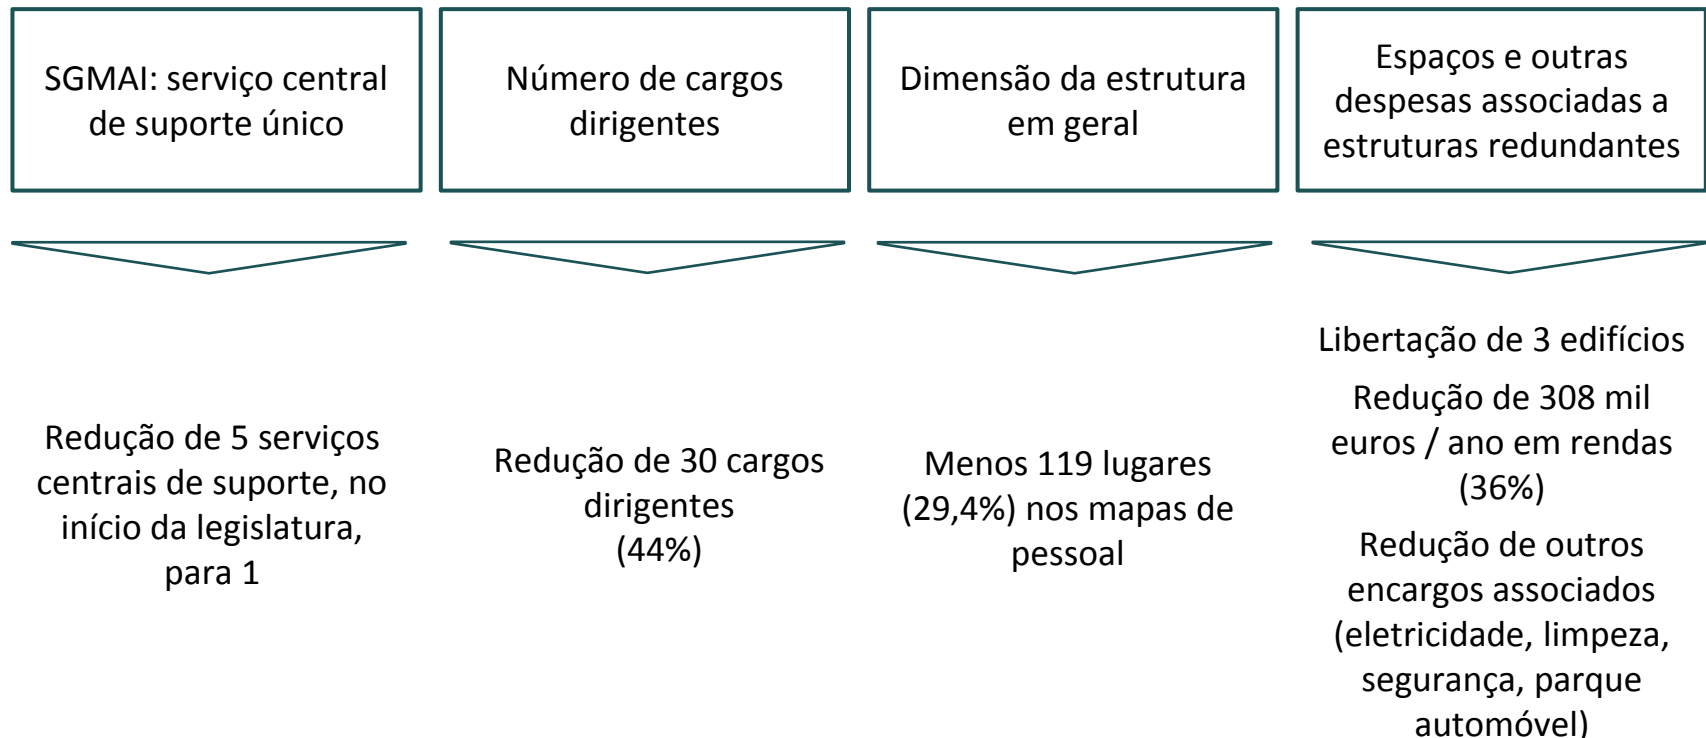 SGMAI: serviço central
de suporte único
Número de cargos
dirigentes
Dimensão da estrutura
em geral
Espaços e outras
despesas associadas a
estruturas redundantes
Redução de 5 serviços
centrais de suporte, no
início da legislatura,
para 1
Redução de 30 cargos
dirigentes
(44%)
Menos 119 lugares
(29,4%) nos mapas de
pessoal
Libertação de 3 edifícios
Redução de 308 mil
euros / ano em rendas
(36%)
Redução de outros
encargos associados
(eletricidade, limpeza,
segurança, parque
automóvel)